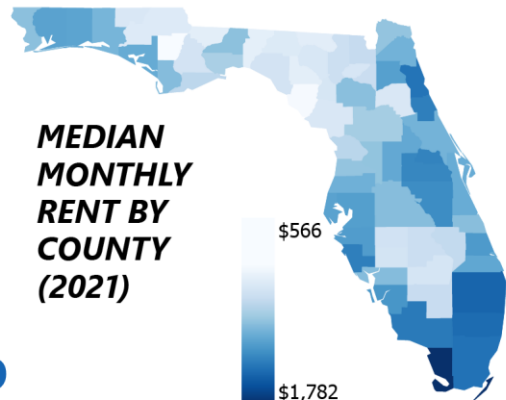 MEDIAN
MONTHLY
RENT BY
COUNTY
(2021)
$566
$1,782